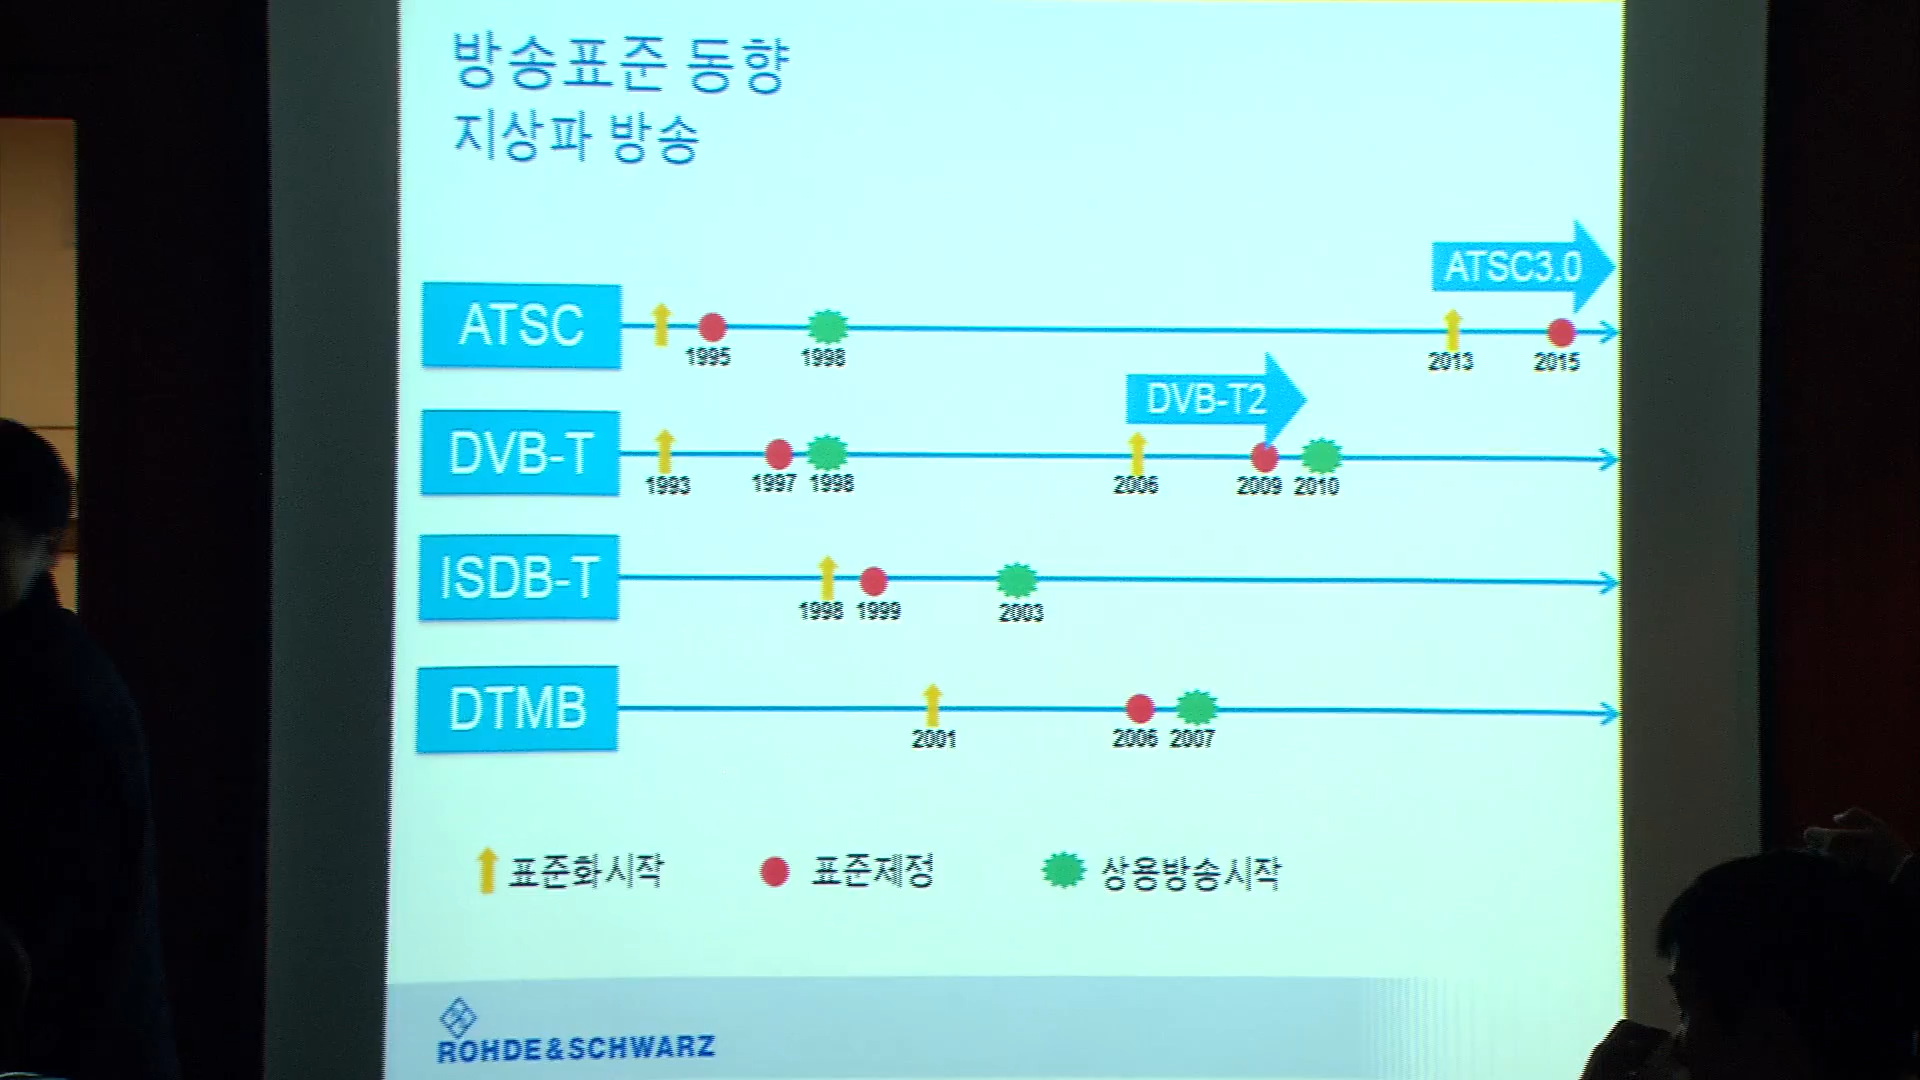 방송표준 동향
지상파 방송
ATSC3.0
ATSC
1995 1998 2013 2015
DVB-T2
DVB-T
1993 1997 1998 2006 2009 2010
ISDB-T
1998 1999 2003
DTMB
2001 2006 2007
표준화시작 표준제정 상용방송시작
ROHDE&SCHWARZ